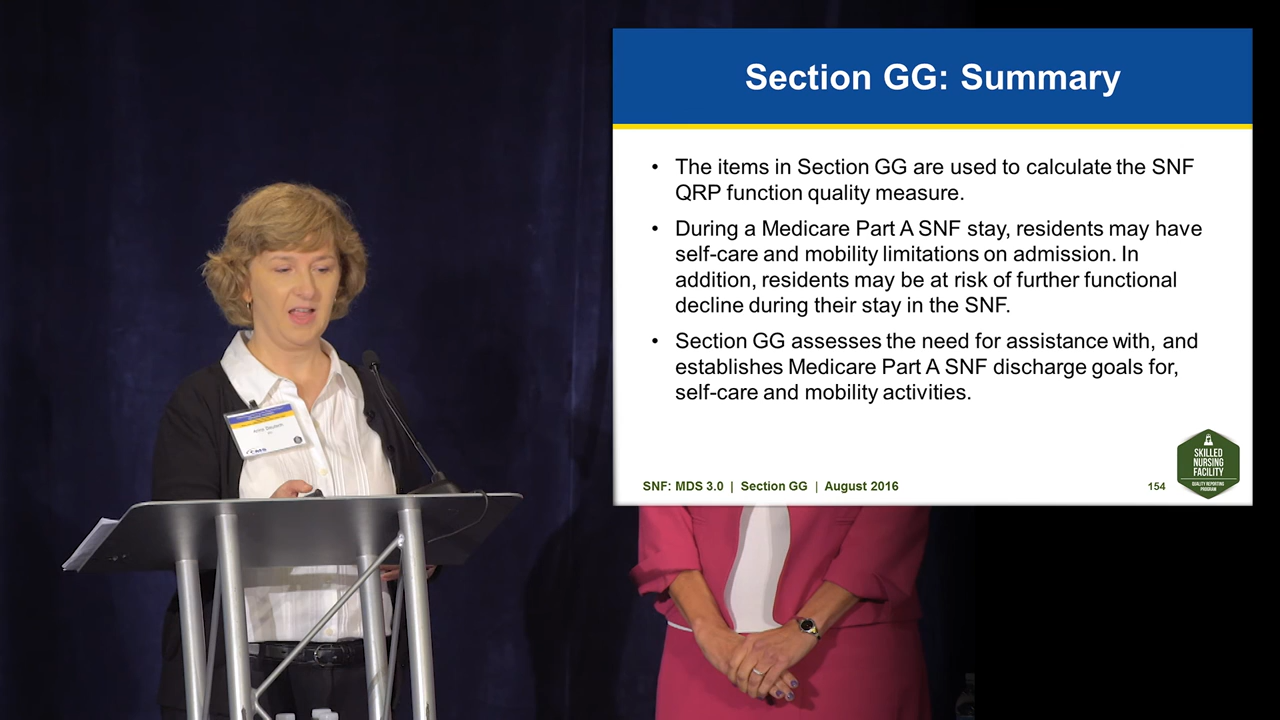 Section GG: Summary
• The items in Section GG are used to calculate the SNF
QRP function quality measure.
• During a Medicare Part A SNF stay, residents may have
self-care and mobility limitations on admission. In
addition, residents may be at risk of further functional
decline during their stay in the SNF.
• Section GG assesses the need for assistance with, and
establishes Medicare Part A SNF discharge goals for,
self-care and mobility activities.
SNF: MDS 3.0 | Section GG | August 2016
154
SKILLED
NURSING
FACILITY
QUALITY REPORTING
PROGRAM
CMS